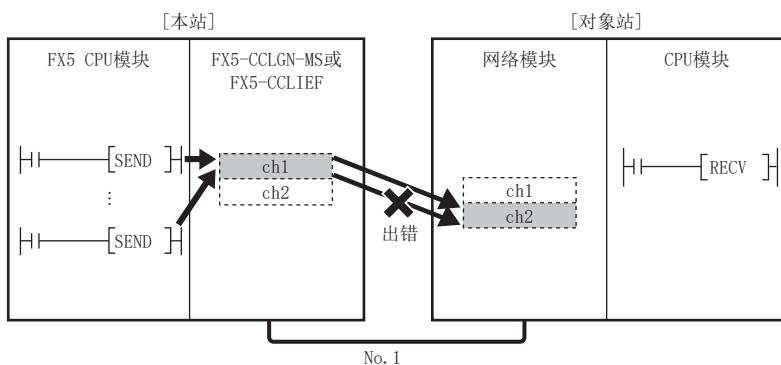 [本站]
[对象站]
FX5 CPU模块
FX5-CCLGN-MS或
FX5-CCLIEF
网络模块
CPU模块
SEND
ch1
ch2
⋮
SEND
出错
ch1
ch2
RECV
No.1